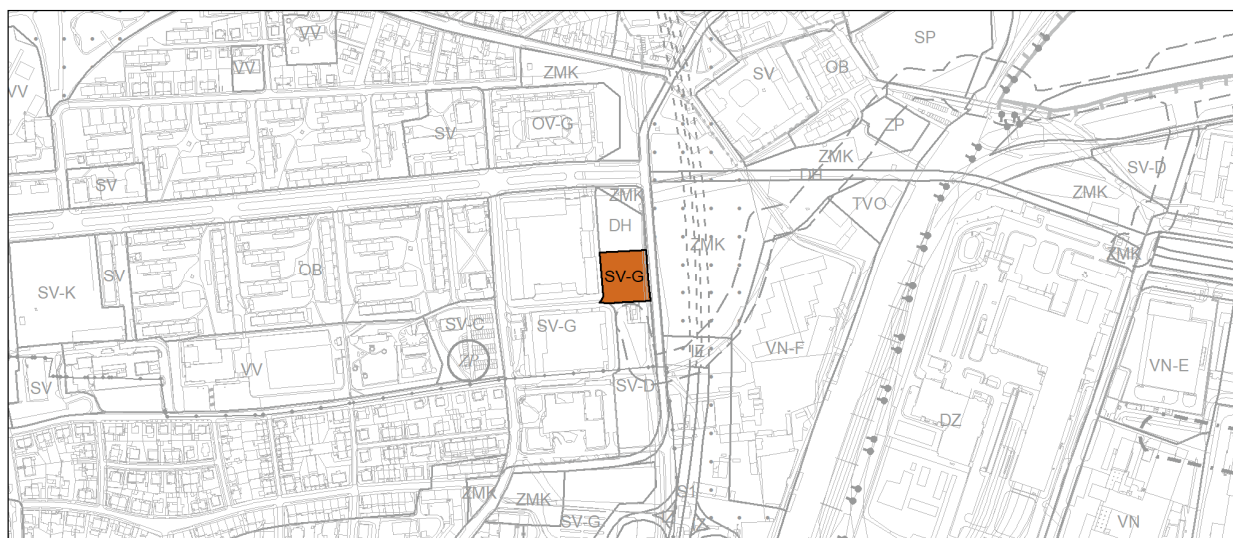 SP
VV
VV
ZMK
SV
OB
VV
OV-G
SV
ZP
ZMK
SV-D
SV
DH
ZMK
ZMK
TVO
DH
ZMK
ZMK
SV
OB
SV-G
SV-K
SV-C
SV-G
ZP
VN-F
IZ
VN-E
SV
VV
SV-D
DZ
ZMK
ZMK
S1
SV-G
IZ
VN